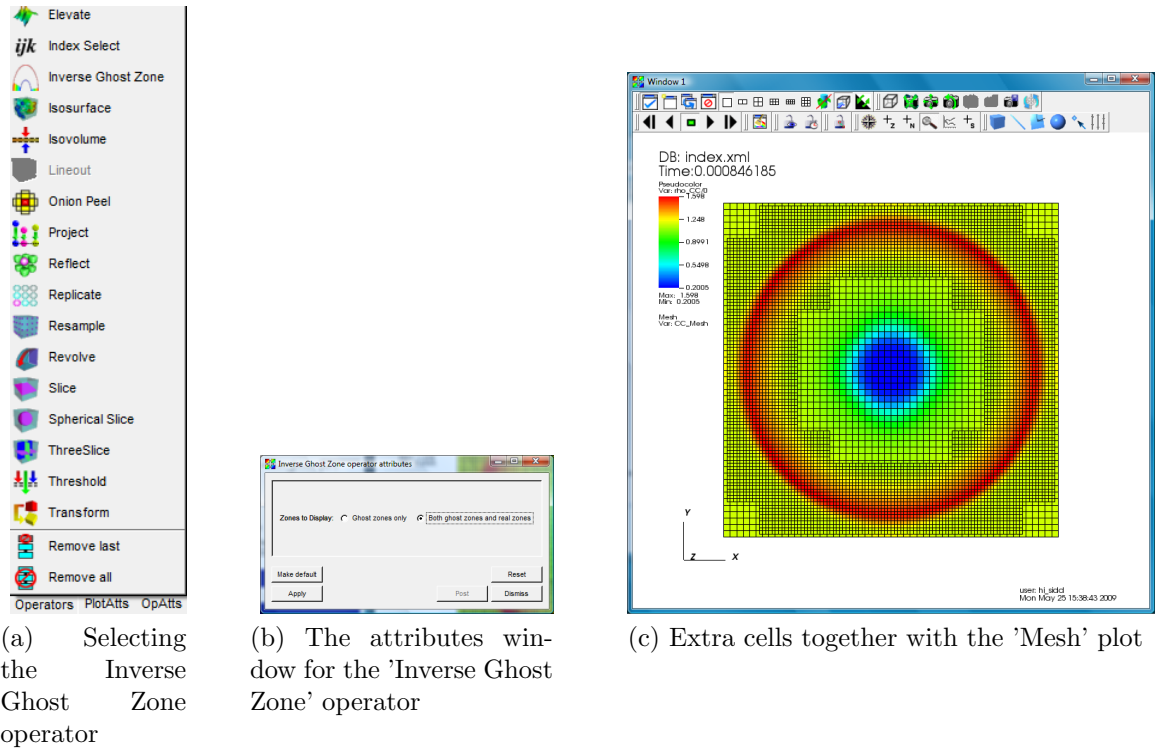 Elevate
ijk Index Select
Inverse Ghost Zone
Isosurface
Isovolume
Lineout
Onion Peel
Project
Reflect
Replicate
Resample
Revolve
Slice
Spherical Slice
ThreeSlice
Threshold
Transform
Remove last
Remove all
Operators PlotAtts OpAtts
(a) Selecting
the Inverse
Ghost Zone
operator
Inverse Ghost Zone operator attributes
Zones to Display: Ghost zones only Both ghost zones and real zones
Make default Reset
Apply Post Dismiss
(b) The attributes win-
dow for the 'Inverse Ghost
Zone' operator
Window 1
DB: index.xml
Time:0.000846185
Pseudocolor
Var: rho_CC/0
1.598
1.248
0.8991
0.5498
0.2005
Max: 1.598
Min: 0.2005
Mesh
Var: CC_Mesh
Y
Z X
Mon May 25 15:38:43 2009
(c) Extra cells together with the 'Mesh' plot